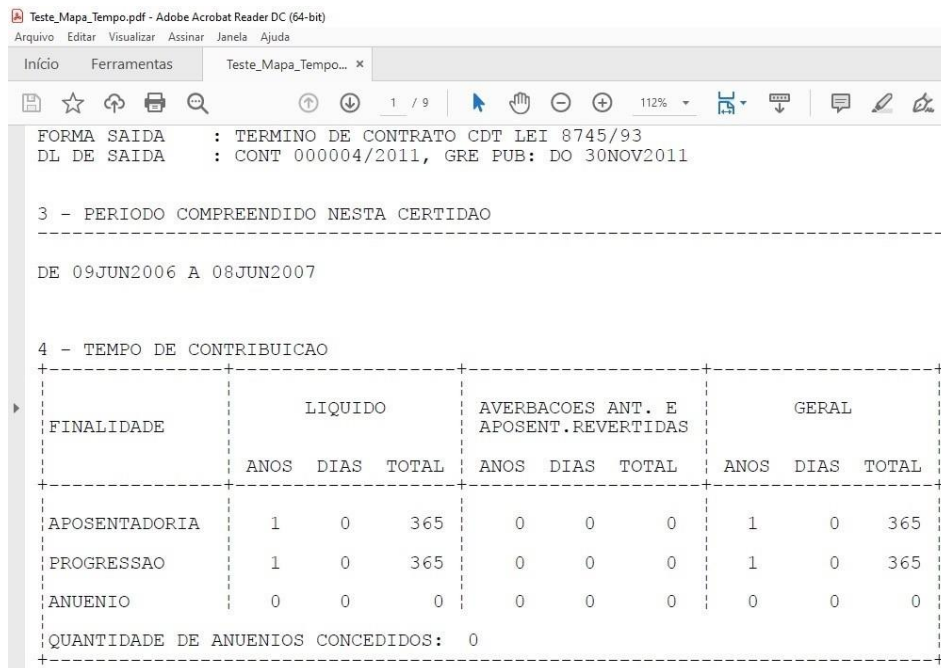 Teste_Mapa_Tempo.pdf - Adobe Acrobat Reader DC (64-bit)
Arquivo Editar Visualizar Assinar Janela Ajuda
Início Ferramentas Teste_Mapa_Tempo... ×
1 / 9 112%
FORMA SAIDA : TERMINO DE CONTRATO CDT LEI 8745/93
DL DE SAIDA : CONT 000004/2011, GRE PUB: DO 30NOV2011
3 - PERIODO COMPREENDIDO NESTA CERTIDAO
DE 09JUN2006 A 08JUN2007
4 - TEMPO DE CONTRIBUICAO
FINALIDADE LIQUIDO AVERBACOES ANT. E GERAL
APOSENT.REVERTIDAS
ANOS DIAS TOTAL ANOS DIAS TOTAL ANOS DIAS TOTAL
APOSENTADORIA 1 0 365 0 0 0 1 0 365
PROGRESSAO 1 0 365 0 0 0 1 0 365
ANUENIO 0 0 0 0 0 0 0 0 0
QUANTIDADE DE ANUENIOS CONCEDIDOS: 0